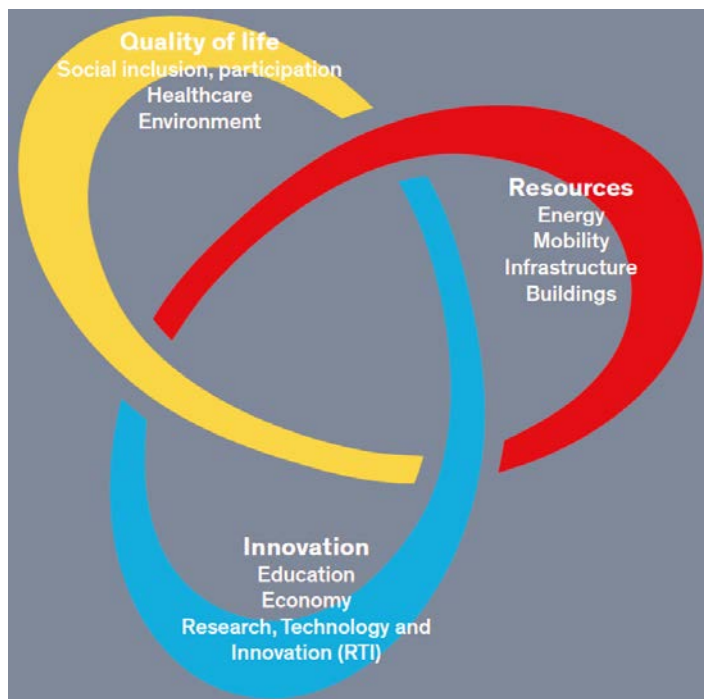 Quality of life
Social inclusion, participation
Healthcare
Environment
Resources
Energy
Mobility
Infrastructure
Buildings
Innovation
Education
Economy
Research, Technology and
Innovation (RTI)